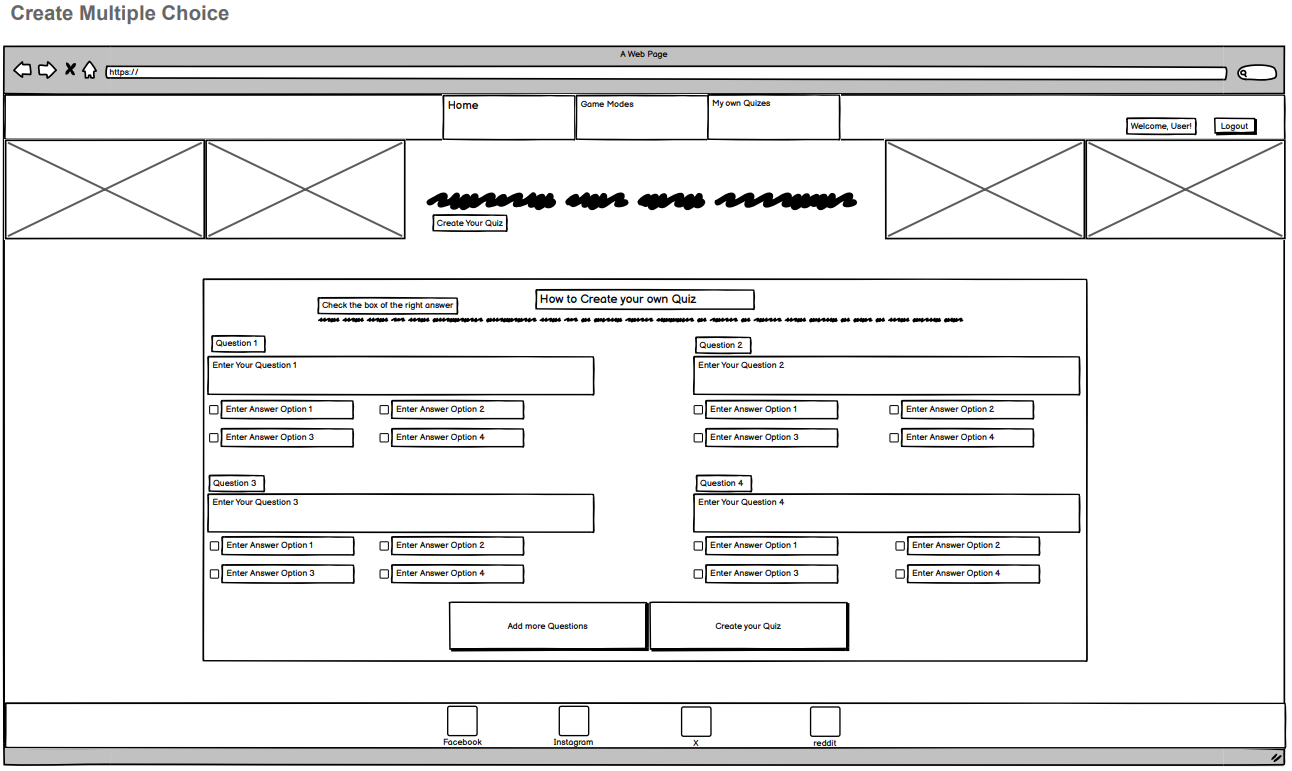 Create Multiple Choice
A Web Page
https://
Home
Game Modes
My own Quizes
Welcome, User!
Logout
Create Your Quiz
How to Create your own Quiz
Check the box of the right answer
Question 1
Enter Your Question 1
Enter Answer Option 1
Enter Answer Option 2
Enter Answer Option 3
Enter Answer Option 4
Question 2
Enter Your Question 2
Enter Answer Option 1
Enter Answer Option 2
Enter Answer Option 3
Enter Answer Option 4
Question 3
Enter Your Question 3
Enter Answer Option 1
Enter Answer Option 2
Enter Answer Option 3
Enter Answer Option 4
Question 4
Enter Your Question 4
Enter Answer Option 1
Enter Answer Option 2
Enter Answer Option 3
Enter Answer Option 4
Add more Questions
Create your Quiz
Facebook
Instagram
X
reddit